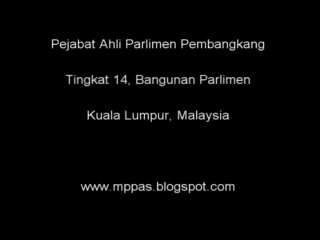 Pejabat Ahli Parlimen Pembangkang
Tingkat 14, Bangunan Parlimen
Kuala Lumpur, Malaysia
www.mppas.blogspot.com